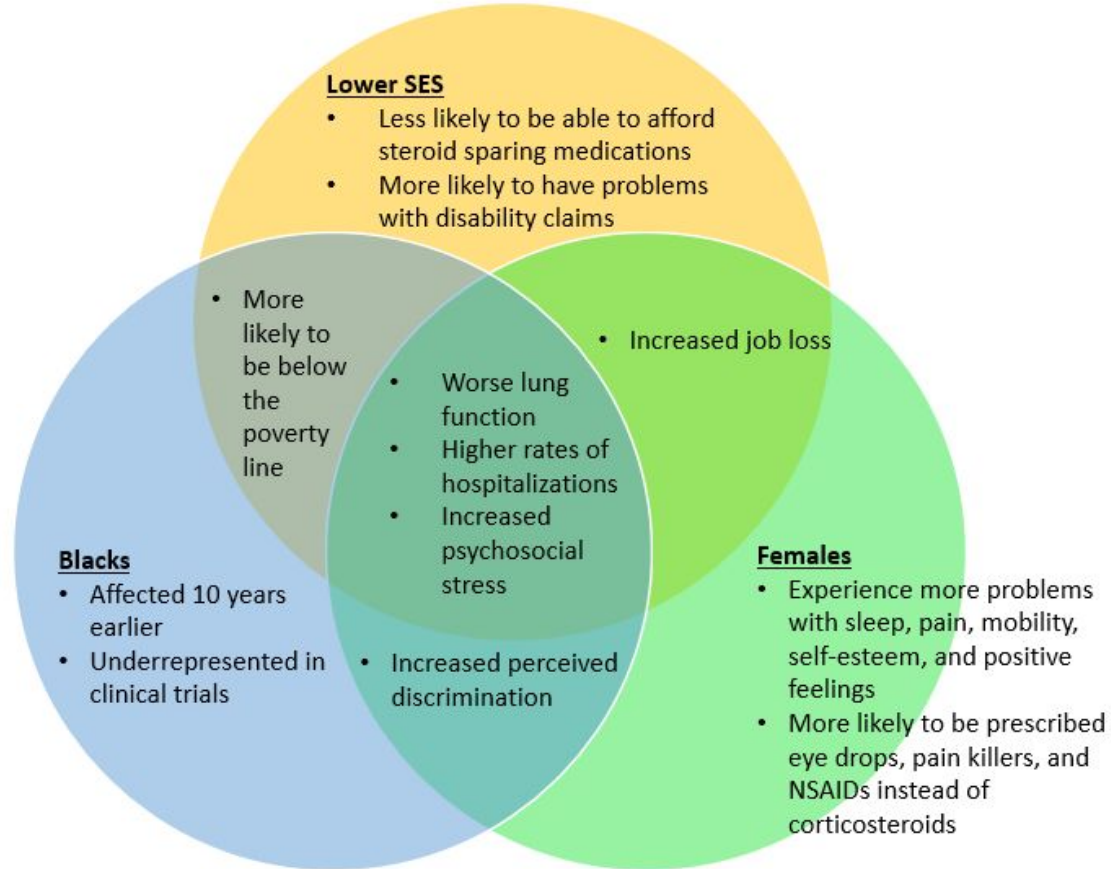 Lower SES
• Less likely to be able to afford
steroid sparing medications
• More likely to have problems
with disability claims
• More
likely to
be below
the
poverty
line
• Increased job loss
• Worse lung
function
• Higher rates of
hospitalizations
• Increased
psychosocial
stress
Blacks
• Affected 10 years
earlier
• Underrepresented in
clinical trials
• Increased perceived
discrimination
Females
• Experience more problems
with sleep, pain, mobility,
self-esteem, and positive
feelings
• More likely to be prescribed
eye drops, pain killers, and
NSAIDs instead of
corticosteroids